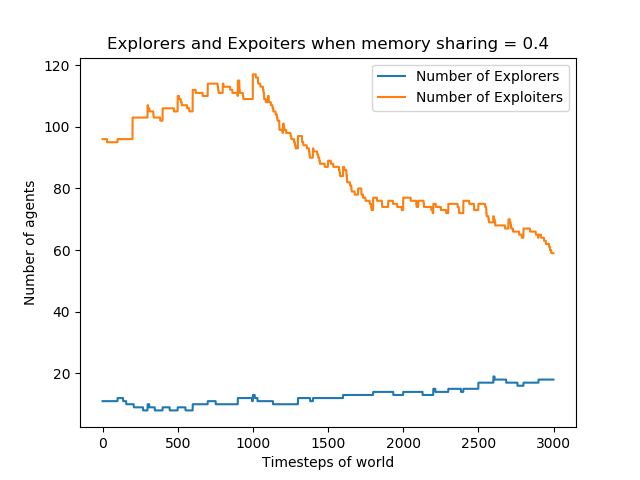 Explorers and Expoiters when memory sharing = 0.4
Number of Explorers
Number of Exploiters
120
100
80
60
40
20
Number of agents
0 500 1000 1500 2000 2500 3000
Timesteps of world